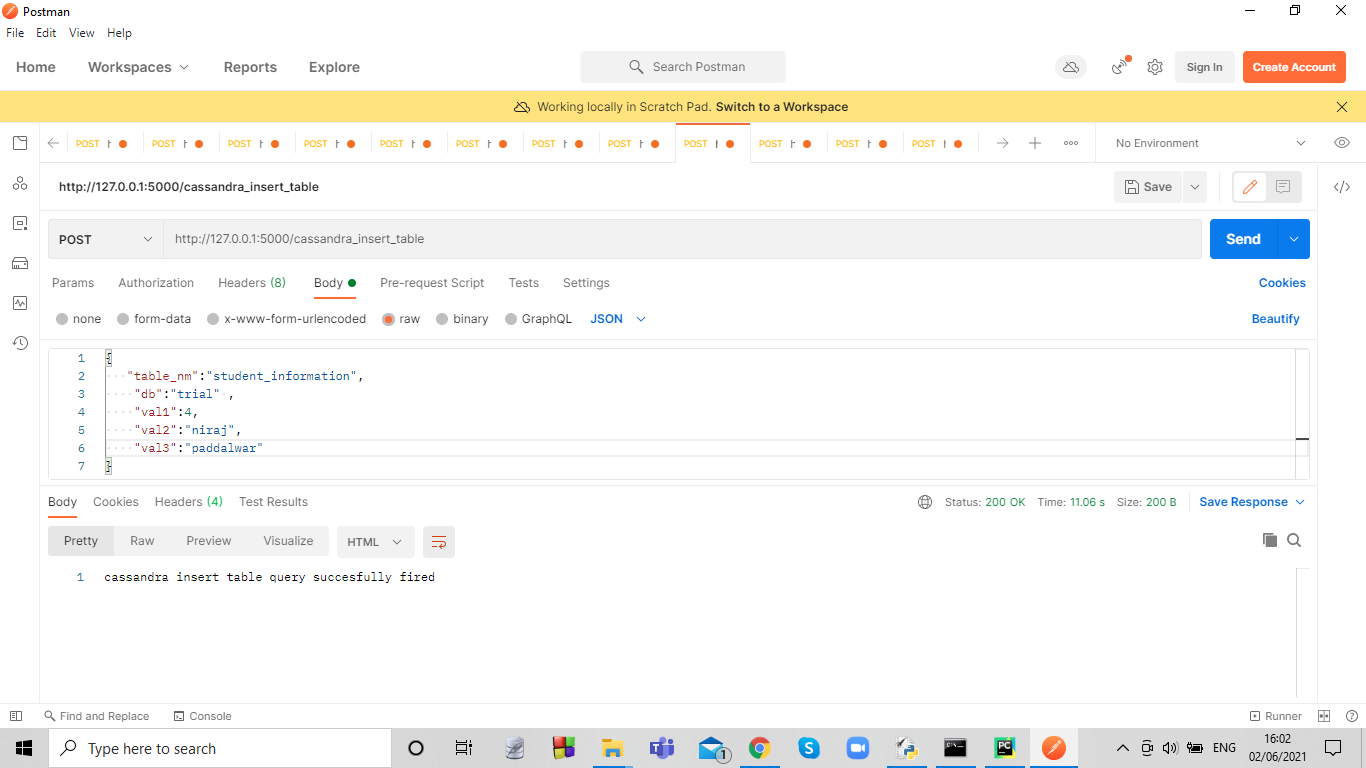 Postman
File Edit View Help
Home Workspaces Reports Explore Search Postman Sign In Create Account
Working locally in Scratch Pad. Switch to a Workspace
POST POST POST POST POST POST POST POST POST POST POST POST No Environment
http://127.0.0.1:5000/cassandra_insert_table Save
POST http://127.0.0.1:5000/cassandra_insert_table Send
Params Authorization Headers (8) Body Pre-request Script Tests Settings Cookies
none form-data x-www-form-urlencoded raw binary GraphQL JSON Beautify
1 {
2 "table_nm":"student_information",
3 "db":"trial" ,
4 "val1":4,
5 "val2":"niraj",
6 "val3":"paddalwar"
7 }
Body Cookies Headers (4) Test Results Status: 200 OK Time: 11.06 s Size: 200 B Save Response
Pretty Raw Preview Visualize HTML
1 cassandra insert table query succesfully fired
Find and Replace Console Runner
Type here to search 1 ENG 16:02
02/06/2021